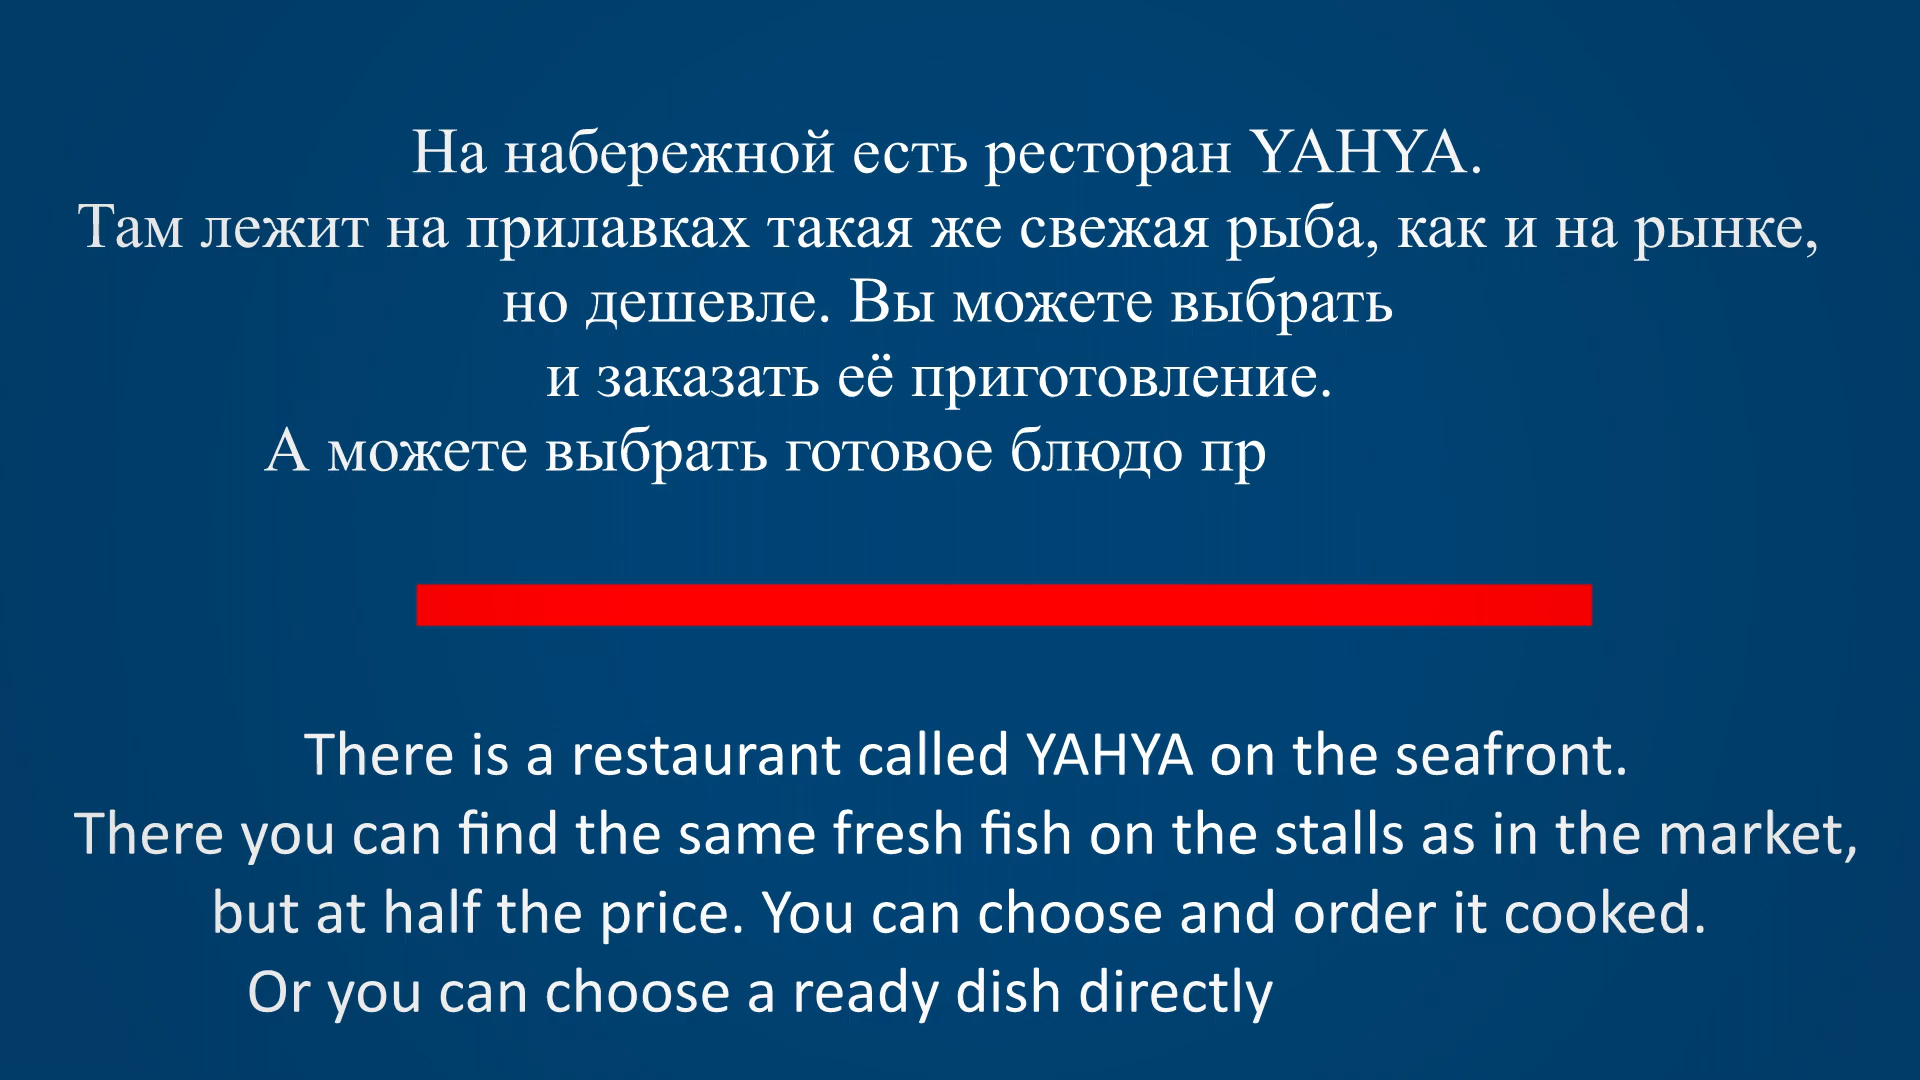 На набережной есть ресторан YAHYA.
Там лежит на прилавках такая же свежая рыба, как и на рынке,
но дешевле. Вы можете выбрать
и заказать её приготовление.
А можете выбрать готовое блюдо пр
There is a restaurant called YAHYA on the seafront.
There you can find the same fresh fish on the stalls as in the market,
but at half the price. You can choose and order it cooked.
Or you can choose a ready dish directly